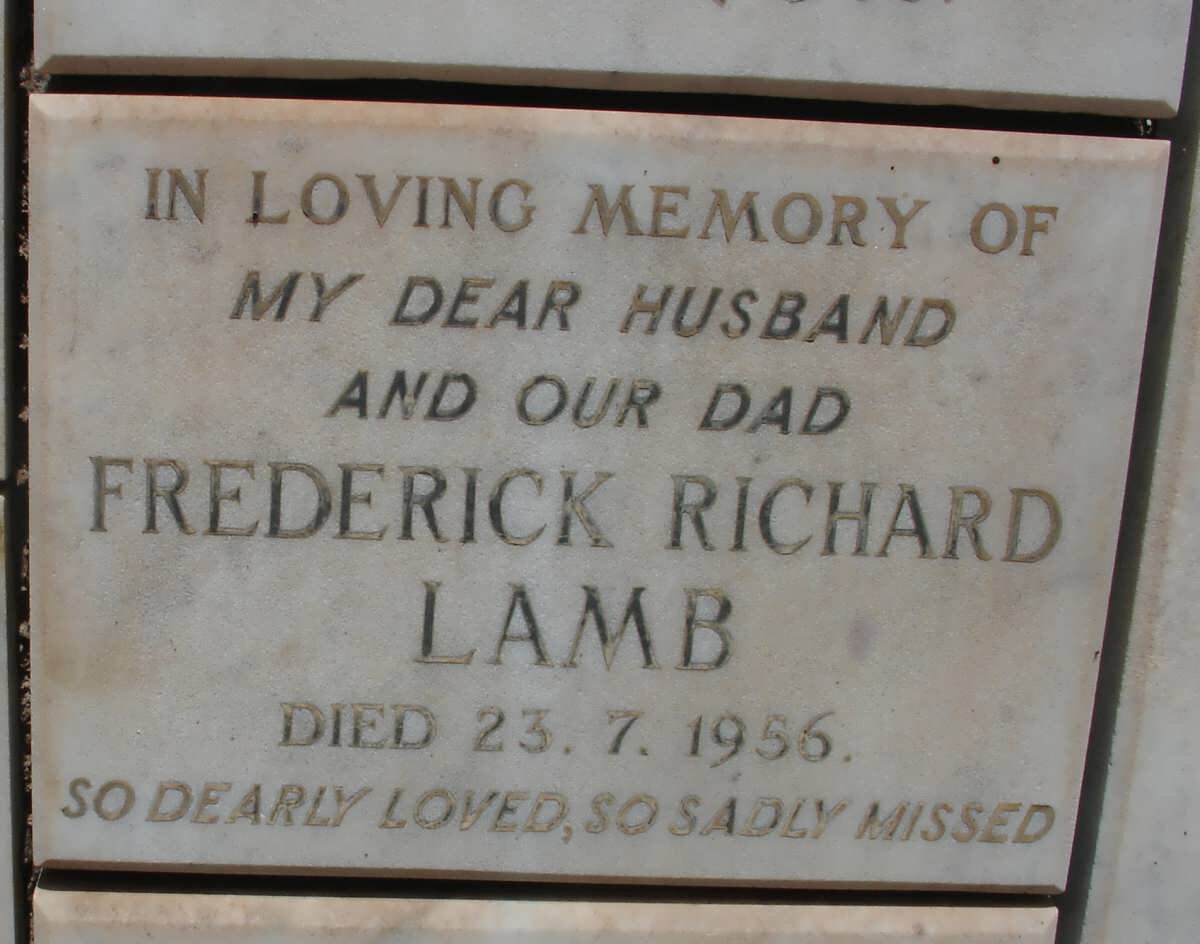 IN LOVING MEMORY OF
MY DEAR HUSBAND
AND OUR DAD
FREDERICK RICHARD
LAMB
DIED 23. 7. 1956.
SO DEARLY LOVED, SO SADLY MISSED